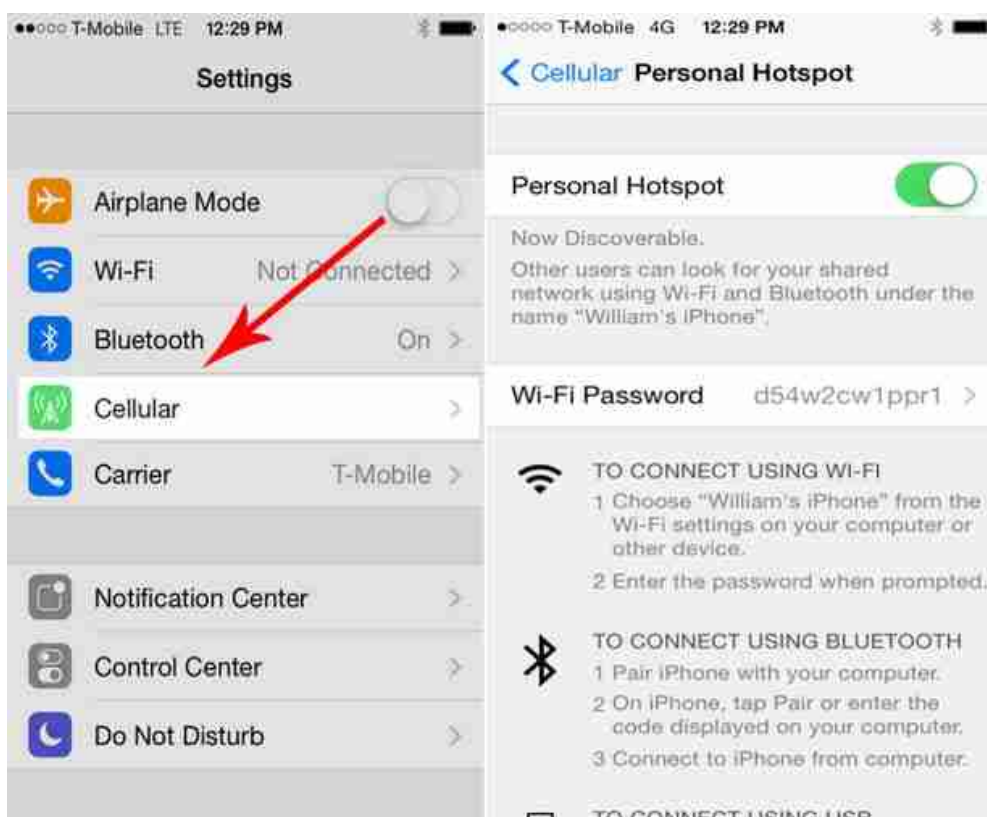 T-Mobile LTE 12:29 PM
Settings
Airplane Mode
Wi-Fi Not Connected
Bluetooth On
Cellular
Carrier T-Mobile
Notification Center
Control Center
Do Not Disturb
T-Mobile 4G 12:29 PM
Cellular Personal Hotspot
Personal Hotspot
Now Discoverable.
Other users can look for your shared
network using Wi-Fi and Bluetooth under the
name “William's iPhone”.
Wi-Fi Password d54w2cw1ppr1
TO CONNECT USING WI-FI
1 Choose “William's iPhone” from the
Wi-Fi settings on your computer or
other device.
2 Enter the password when prompted.
TO CONNECT USING BLUETOOTH
1 Pair iPhone with your computer.
2 On iPhone, tap Pair or enter the
code displayed on your computer.
3 Connect to iPhone from computer.
TO CONNECT USING USB